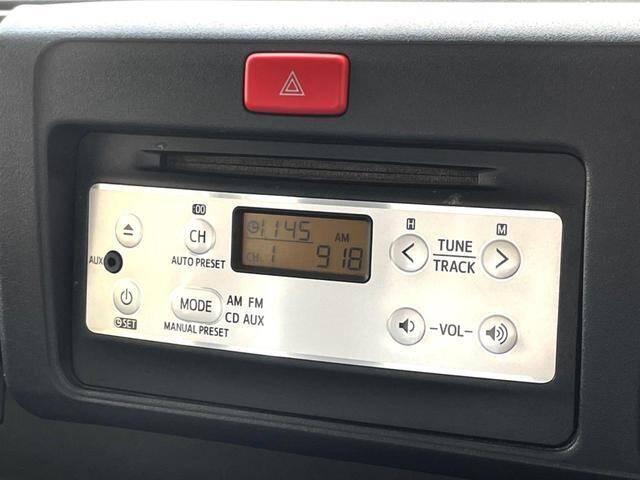 :00
CH
AUTO PRESET
11:45
AM
CH 1 918
H
M
TUNE
TRACK
AUX
SET
MODE
AM FM
CD AUX
MANUAL PRESET
-VOL-